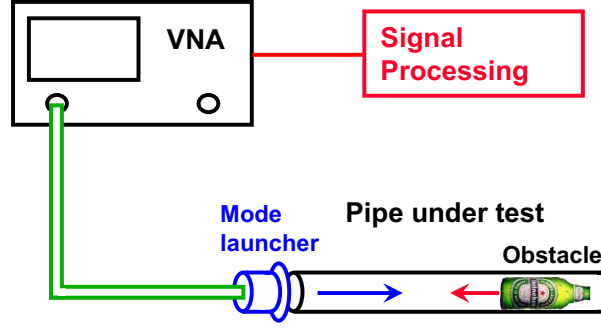 VNA
Signal
Processing
Mode
launcher
Pipe under test
Obstacle